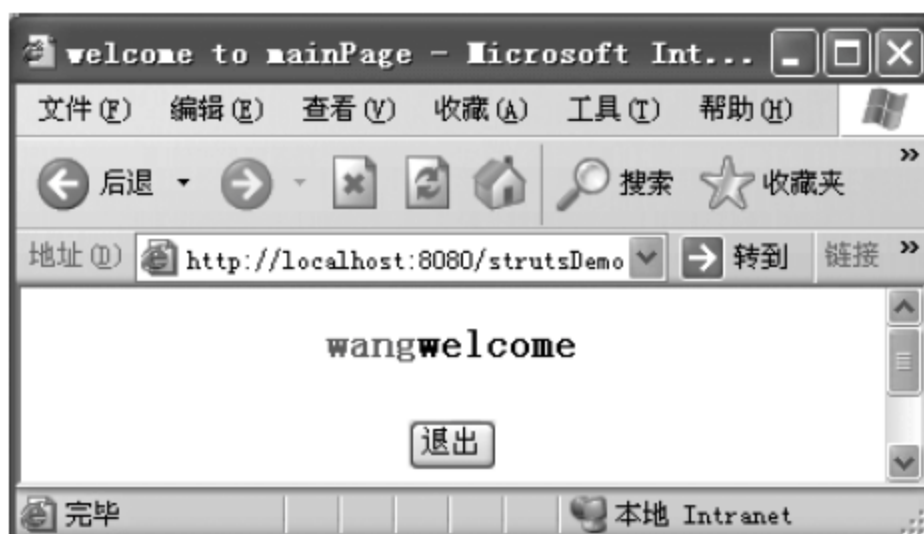 welcome to mainPage - Microsoft Int...
文件(F) 编辑(E) 查看(V) 收藏(A) 工具(T) 帮助(H)
后退 搜索 收藏夹 »
地址(D) http://localhost:8080/strutsDemo 转到 链接 »
wangwelcome
退出
完毕 本地 Intranet